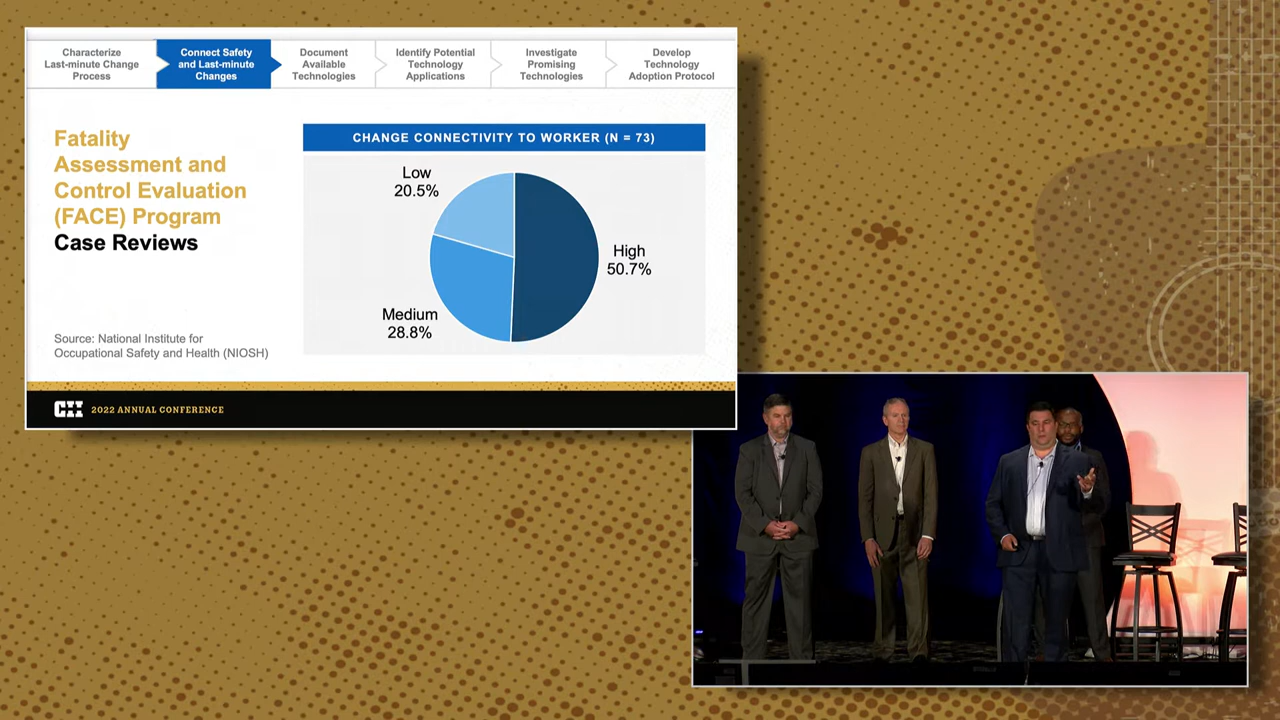 Characterize
Last-minute Change
Process
Connect Safety
and Last-minute
Changes
Document
Available
Technologies
Identify Potential
Technology
Applications
Investigate
Promising
Technologies
Develop
Technology
Adoption Protocol
Fatality
Assessment and
Control Evaluation
(FACE) Program
Case Reviews
Source: National Institute for
Occupational Safety and Health (NIOSH)
CHANGE CONNECTIVITY TO WORKER (N = 73)
Low
20.5%
High
50.7%
Medium
28.8%
CII 2022 ANNUAL CONFERENCE